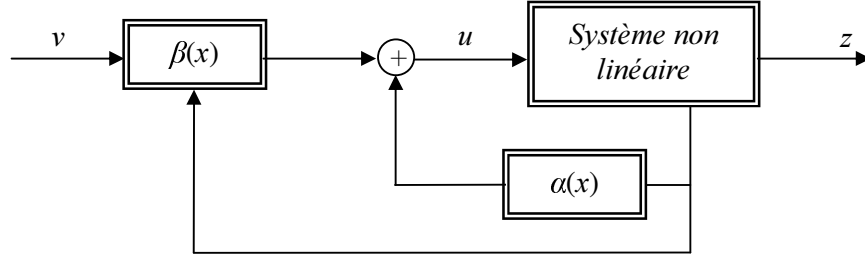 v
β(x)
+
u
Système non
linéaire
z
α(x)